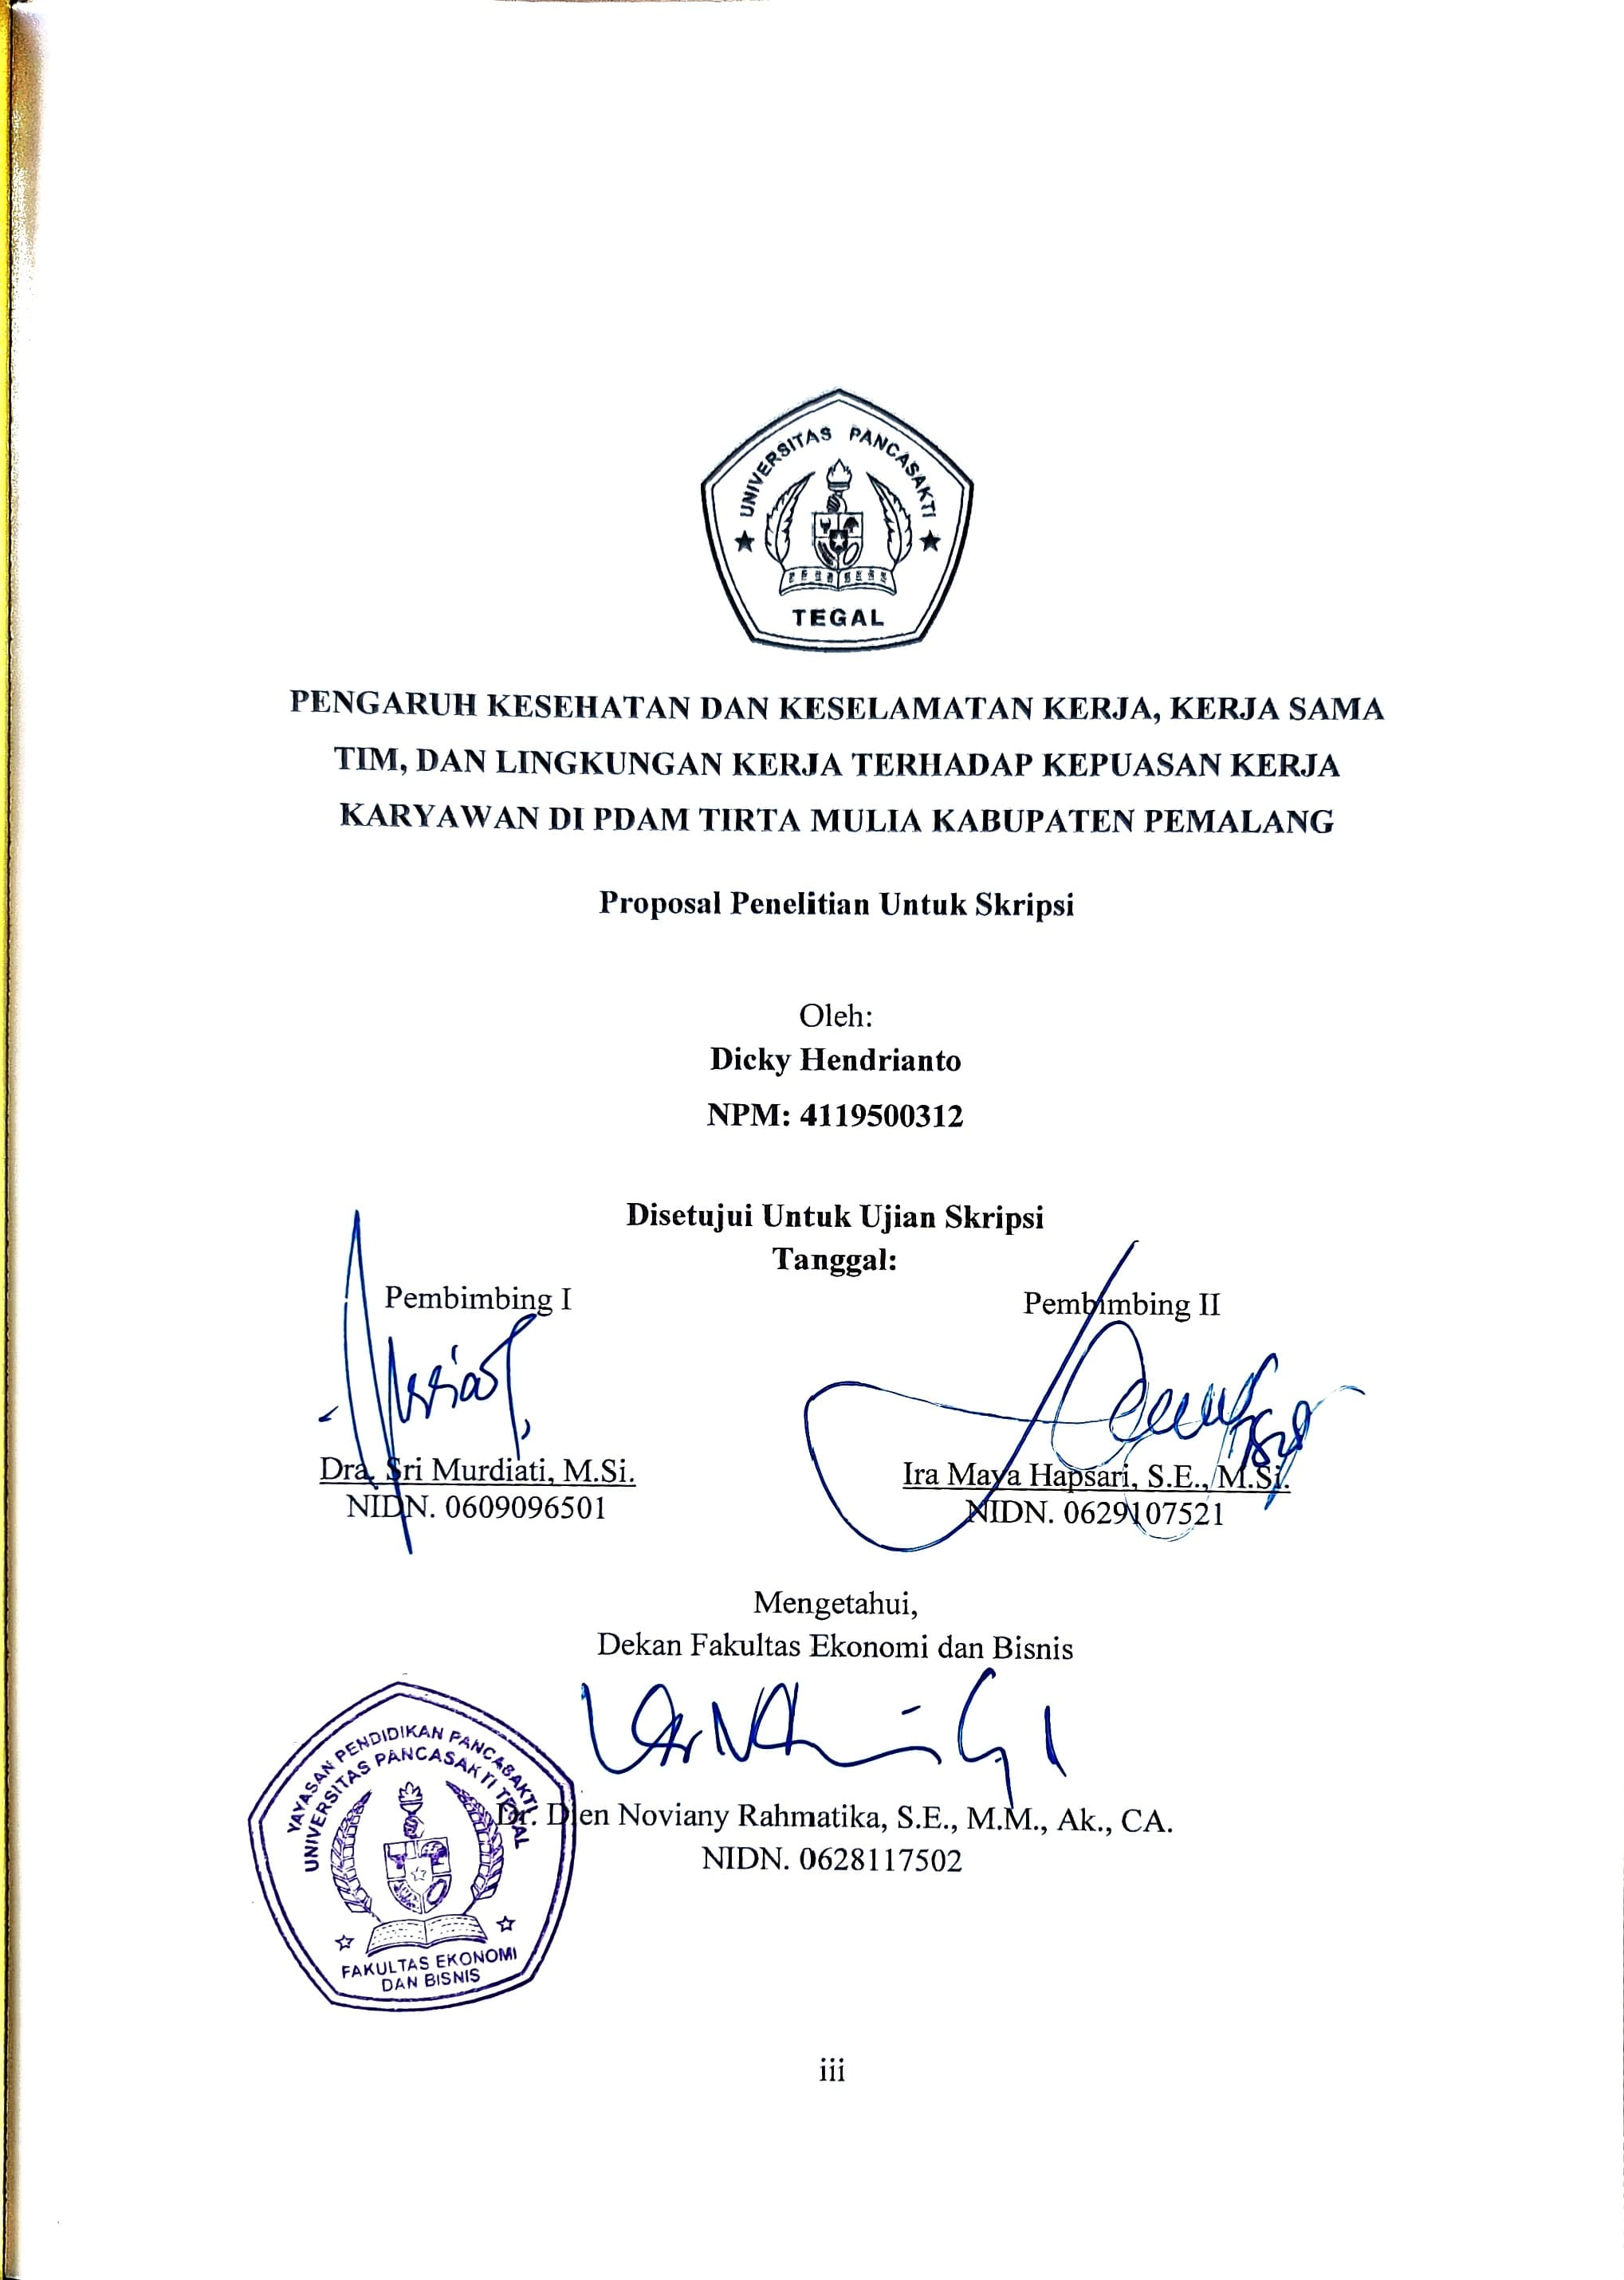 UNIVERSITAS PANCASAKTI
TEGAL
PENGARUH KESEHATAN DAN KESELAMATAN KERJA, KERJA SAMA
TIM, DAN LINGKUNGAN KERJA TERHADAP KEPUASAN KERJA
KARYAWAN DI PDAM TIRTA MULIA KABUPATEN PEMALANG
Proposal Penelitian Untuk Skripsi
Oleh:
Dicky Hendrianto
NPM: 4119500312
Disetujui Untuk Ujian Skripsi
Tanggal:
Pembimbing I
Pembimbing II
Dra. Sri Murdiati, M.Si.
NIDN. 0609096501
Ira Maya Hapsari, S.E., M.Si.
NIDN. 0629107521
Mengetahui,
Dekan Fakultas Ekonomi dan Bisnis
Dr. Dien Noviany Rahmatika, S.E., M.M., Ak., CA.
NIDN. 0628117502
YAYASAN PENDIDIKAN PANCASAKTI
UNIVERSITAS PANCASAKTI TEGAL
FAKULTAS EKONOMI
DAN BISNIS
iii